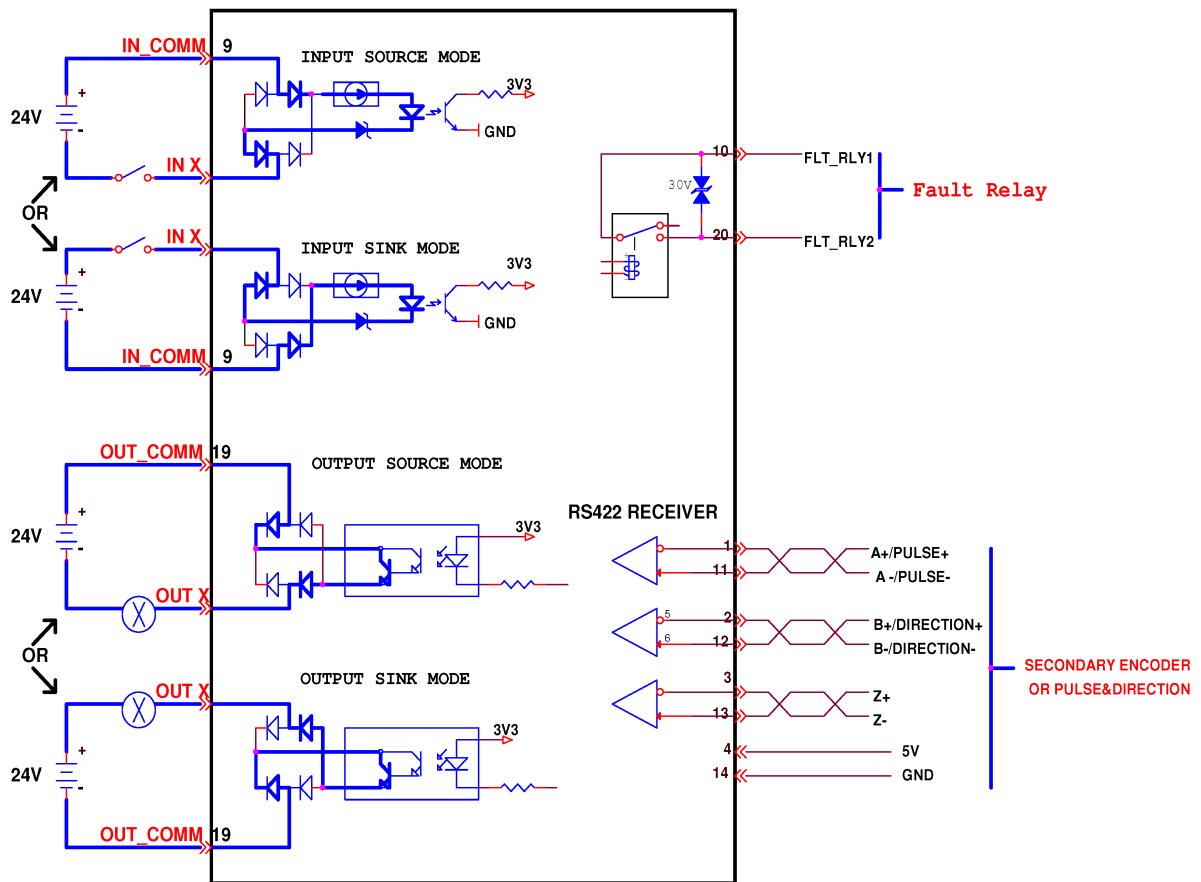 IN_COMM 9
INPUT SOURCE MODE
3V3
+
24V
-
GND
IN X
OR
IN X
INPUT SINK MODE
3V3
+
24V
-
GND
IN_COMM 9
10
FLT_RLY1
30V
Fault Relay
20
FLT_RLY2
+
OUT_COMM 19
OUTPUT SOURCE MODE
+
24V
-
3V3
OUT X
OR
OUT X
OUTPUT SINK MODE
3V3
+
24V
-
OUT_COMM 19
RS422 RECEIVER
1
A+/PULSE+
11
A-/PULSE-
5
2
B+/DIRECTION+
6
12
B-/DIRECTION-
3
Z+
13
Z-
4
5V
14
GND
SECONDARY ENCODER
OR PULSE&DIRECTION